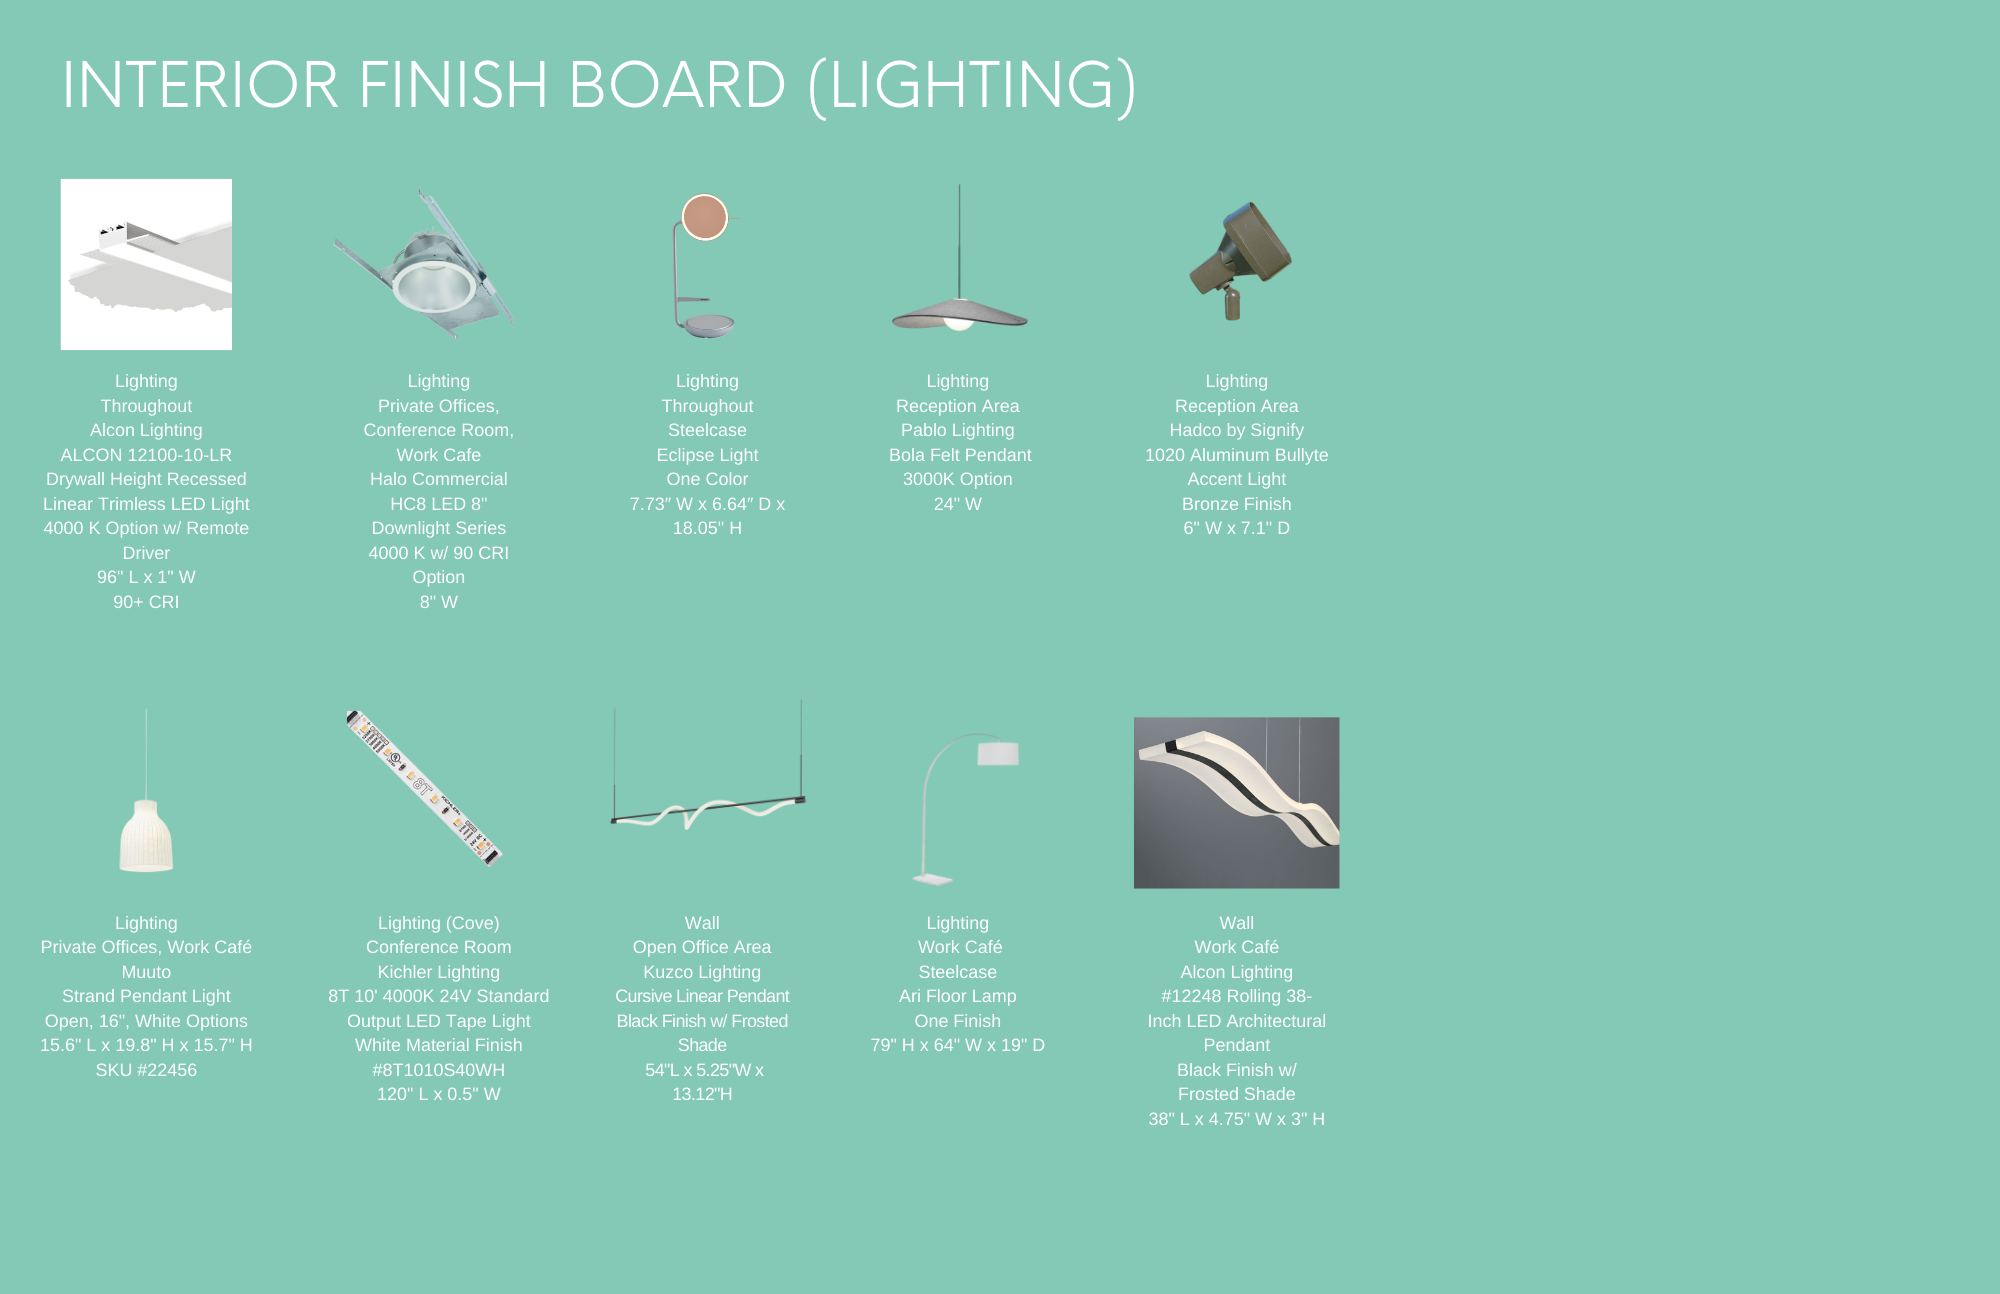 INTERIOR FINISH BOARD (LIGHTING)
Lighting
Throughout
Alcon Lighting
ALCON 12100-10-LR
Drywall Height Recessed
Linear Trimless LED Light
4000 K Option w/ Remote
Driver
96" L x 1" W
90+ CRI
Lighting
Private Offices,
Conference Room,
Work Cafe
Halo Commercial
HC8 LED 8"
Downlight Series
4000 K w/ 90 CRI
Option
8" W
Lighting
Throughout
Steelcase
Eclipse Light
One Color
7.73″ W x 6.64″ D x
18.05" H
Lighting
Reception Area
Pablo Lighting
Bola Felt Pendant
3000K Option
24" W
Lighting
Reception Area
Hadco by Signify
1020 Aluminum Bullyte
Accent Light
Bronze Finish
6" W x 7.1" D
8T
KICHLER
Lighting
Private Offices, Work Café
Muuto
Strand Pendant Light
Open, 16", White Options
15.6" L x 19.8" H x 15.7" H
SKU #22456
Lighting (Cove)
Conference Room
Kichler Lighting
8T 10' 4000K 24V Standard
Output LED Tape Light
White Material Finish
#8T1010S40WH
120" L x 0.5" W
Wall
Open Office Area
Kuzco Lighting
Cursive Linear Pendant
Black Finish w/ Frosted
Shade
54"L x 5.25"W x
13.12"H
Lighting
Work Café
Steelcase
Ari Floor Lamp
One Finish
79" H x 64" W x 19" D
Wall
Work Café
Alcon Lighting
#12248 Rolling 38-
Inch LED Architectural
Pendant
Black Finish w/
Frosted Shade
38" L x 4.75" W x 3" H